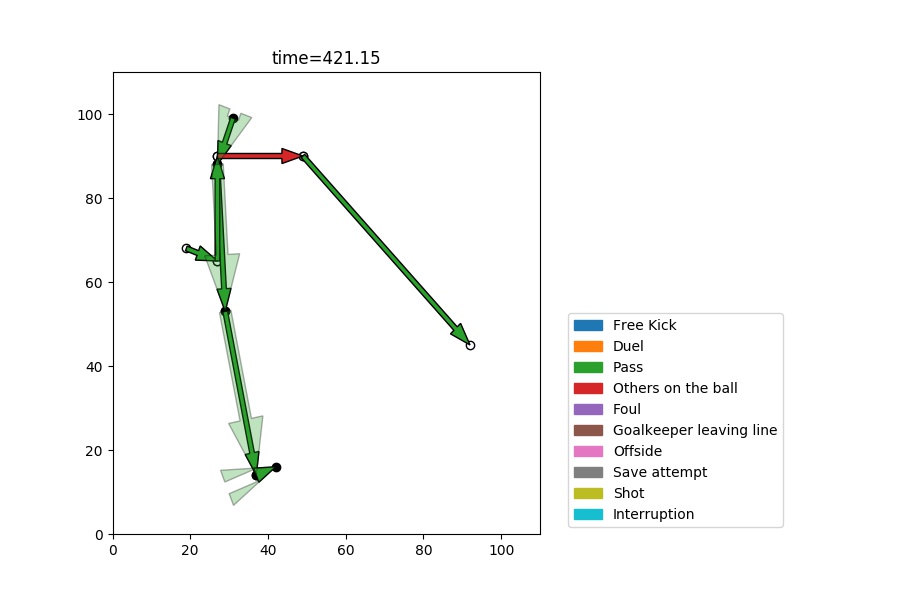 time=421.15
100
80
60
40
20
0
0 20 40 60 80 100
Free Kick
Duel
Pass
Others on the ball
Foul
Goalkeeper leaving line
Offside
Save attempt
Shot
Interruption